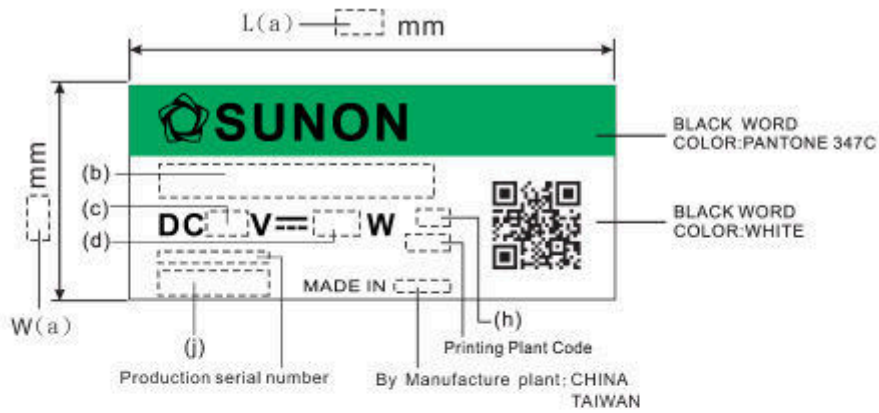 L(a) mm
SUNON
BLACK WORD
COLOR:PANTONE 347C
mm
(b)
(c)
DC V W
(d)
BLACK WORD
COLOR:WHITE
MADE IN
W(a)
(j)
(h)
Printing Plant Code
Production serial number
By Manufacture plant: CHINA
TAIWAN